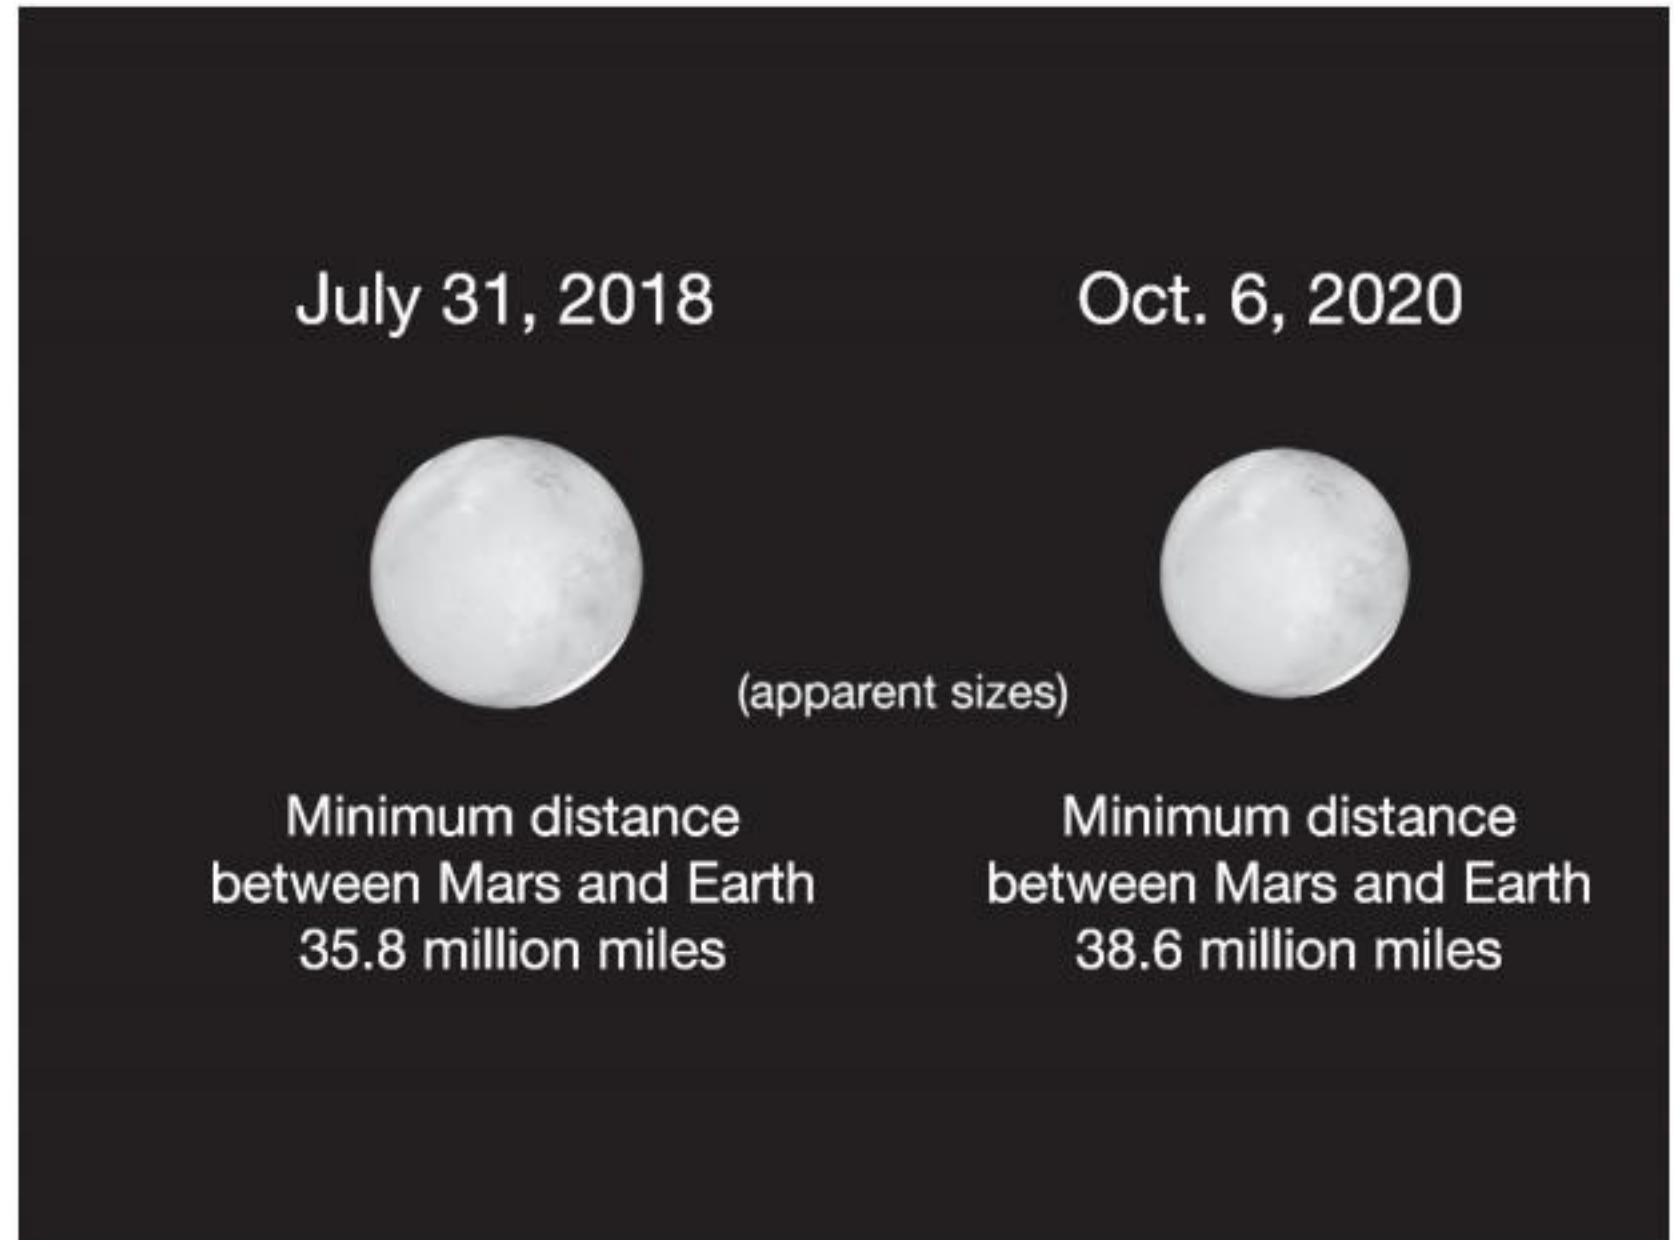 July 31, 2018
Oct. 6, 2020
(apparent sizes)
Minimum distance
between Mars and Earth
35.8 million miles
Minimum distance
between Mars and Earth
38.6 million miles